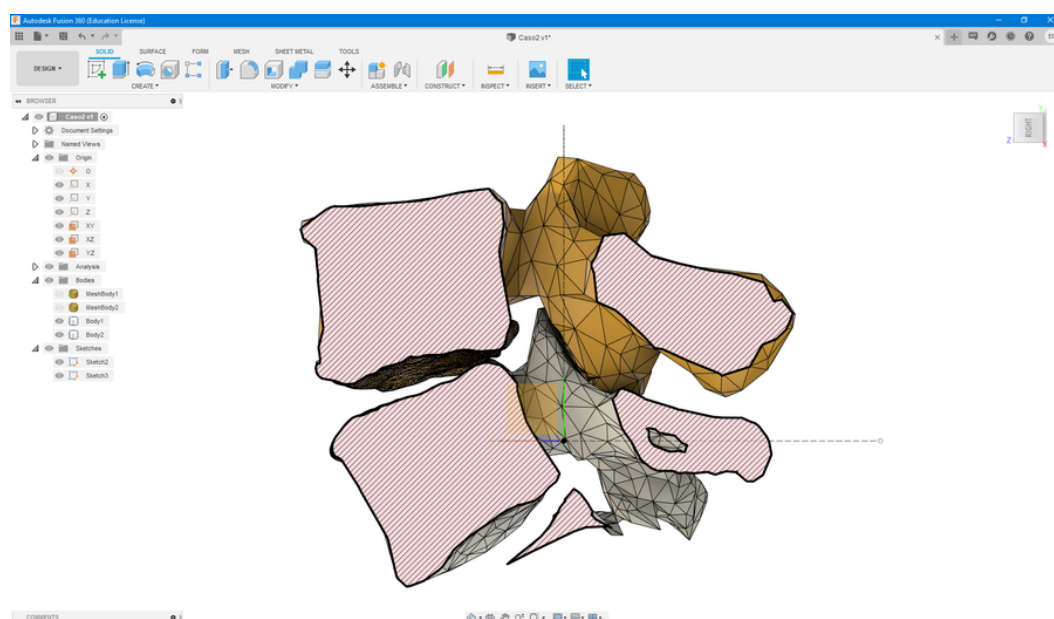 Autodesk Fusion 360 (Education License)
Caso2 v1*
SOLID SURFACE FORM MESH SHEET METAL TOOLS
DESIGN
CREATE MODIFY ASSEMBLE CONSTRUCT INSPECT INSERT SELECT
BROWSER
Caso2 v1
Document Settings
Named Views
Origin
O
X
Y
Z
XY
XZ
YZ
Analysis
Bodies
MeshBody1
MeshBody2
Body1
Body2
Sketches
Sketch2
Sketch3
RIGHT
Y
Z
X
COMMENTS